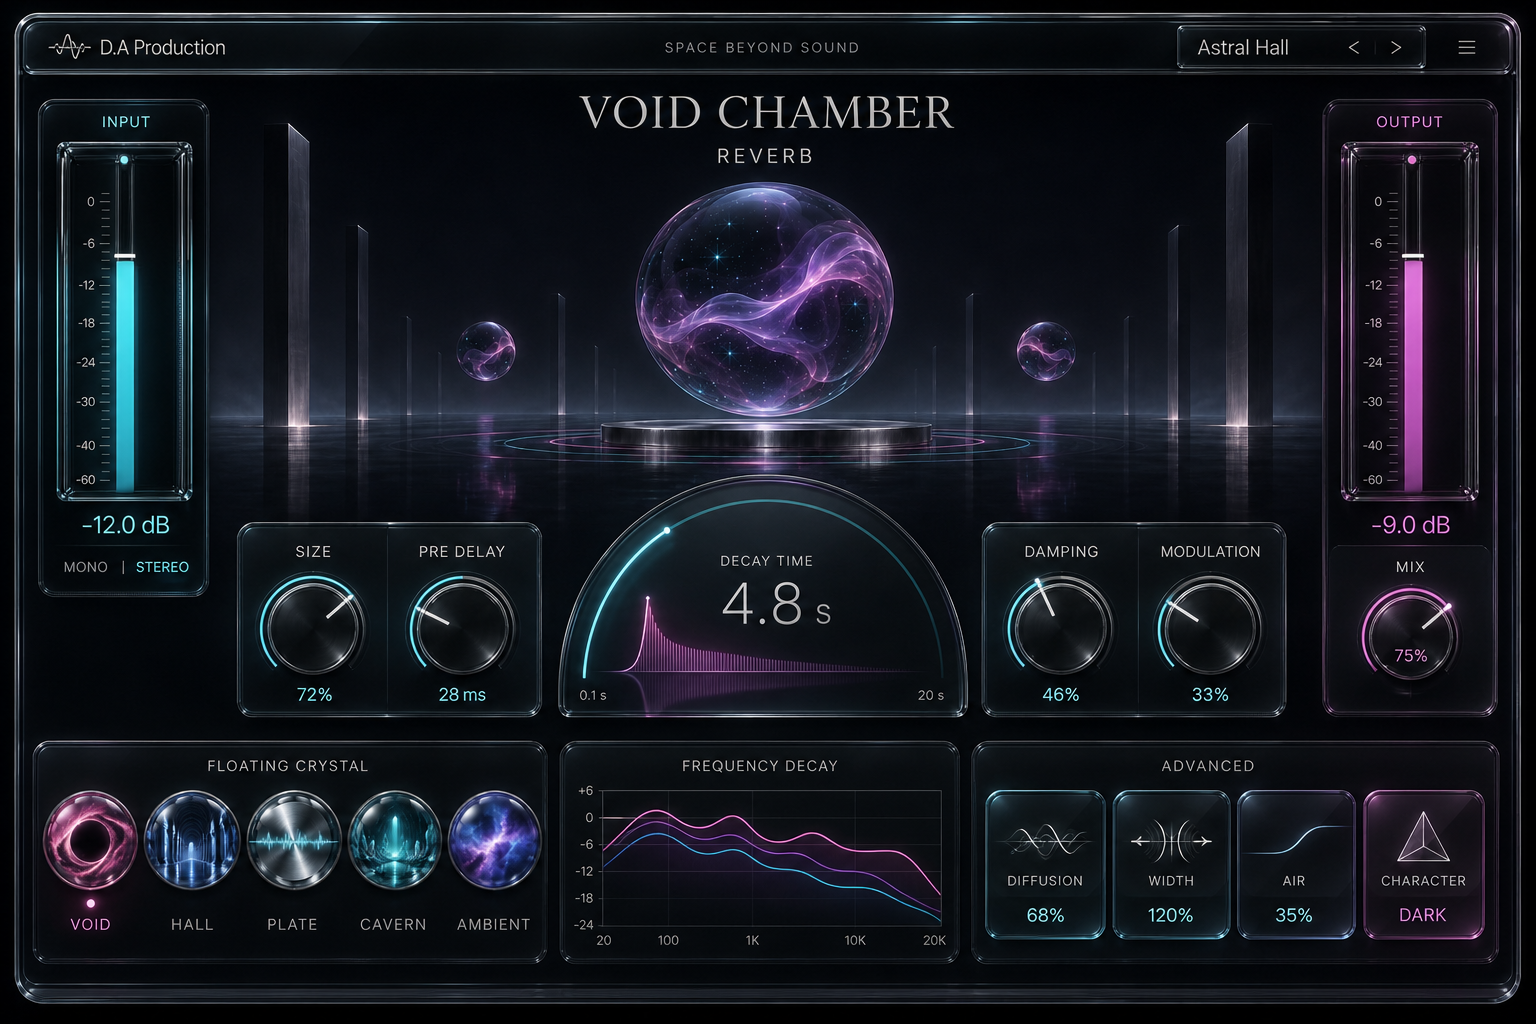 D.A Production
SPACE BEYOND SOUND
Astral Hall
< | >
VOID CHAMBER
REVERB
INPUT
0
-6
-12
-18
-24
-30
-40
-60
-12.0 dB
MONO | STEREO
OUTPUT
0
-6
-12
-18
-24
-30
-40
-60
-9.0 dB
MIX
75%
SIZE
72%
PRE DELAY
28 ms
DECAY TIME
4.8 s
0.1 s
20 s
DAMPING
46%
MODULATION
33%
FLOATING CRYSTAL
VOID
HALL
PLATE
CAVERN
AMBIENT
FREQUENCY DECAY
+6
0
-6
-12
-18
-24
20 100 1K 10K 20K
ADVANCED
DIFFUSION
68%
WIDTH
120%
AIR
35%
CHARACTER
DARK